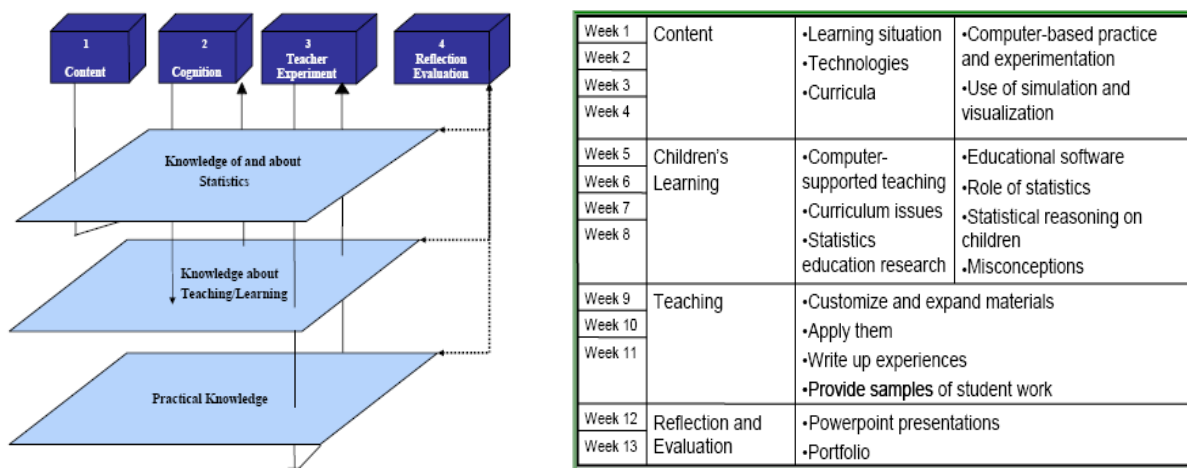 1
Content
2
Cognition
3
Teacher
Experiment
4
Reflection
Evaluation
Knowledge of and about
Statistics
Knowledge about
Teaching/Learning
Practical Knowledge
Week 1
Week 2
Week 3
Week 4
Content
•Learning situation
•Technologies
•Curricula
•Computer-based practice
and experimentation
•Use of simulation and
visualization
Week 5
Week 6
Week 7
Week 8
Children's
Learning
•Computer-
supported teaching
•Curriculum issues
•Statistics
education research
•Educational software
•Role of statistics
•Statistical reasoning on
children
•Misconceptions
Week 9
Week 10
Week 11
Teaching
•Customize and expand materials
•Apply them
•Write up experiences
•Provide samples of student work
Week 12
Week 13
Reflection and
Evaluation
•Powerpoint presentations
•Portfolio